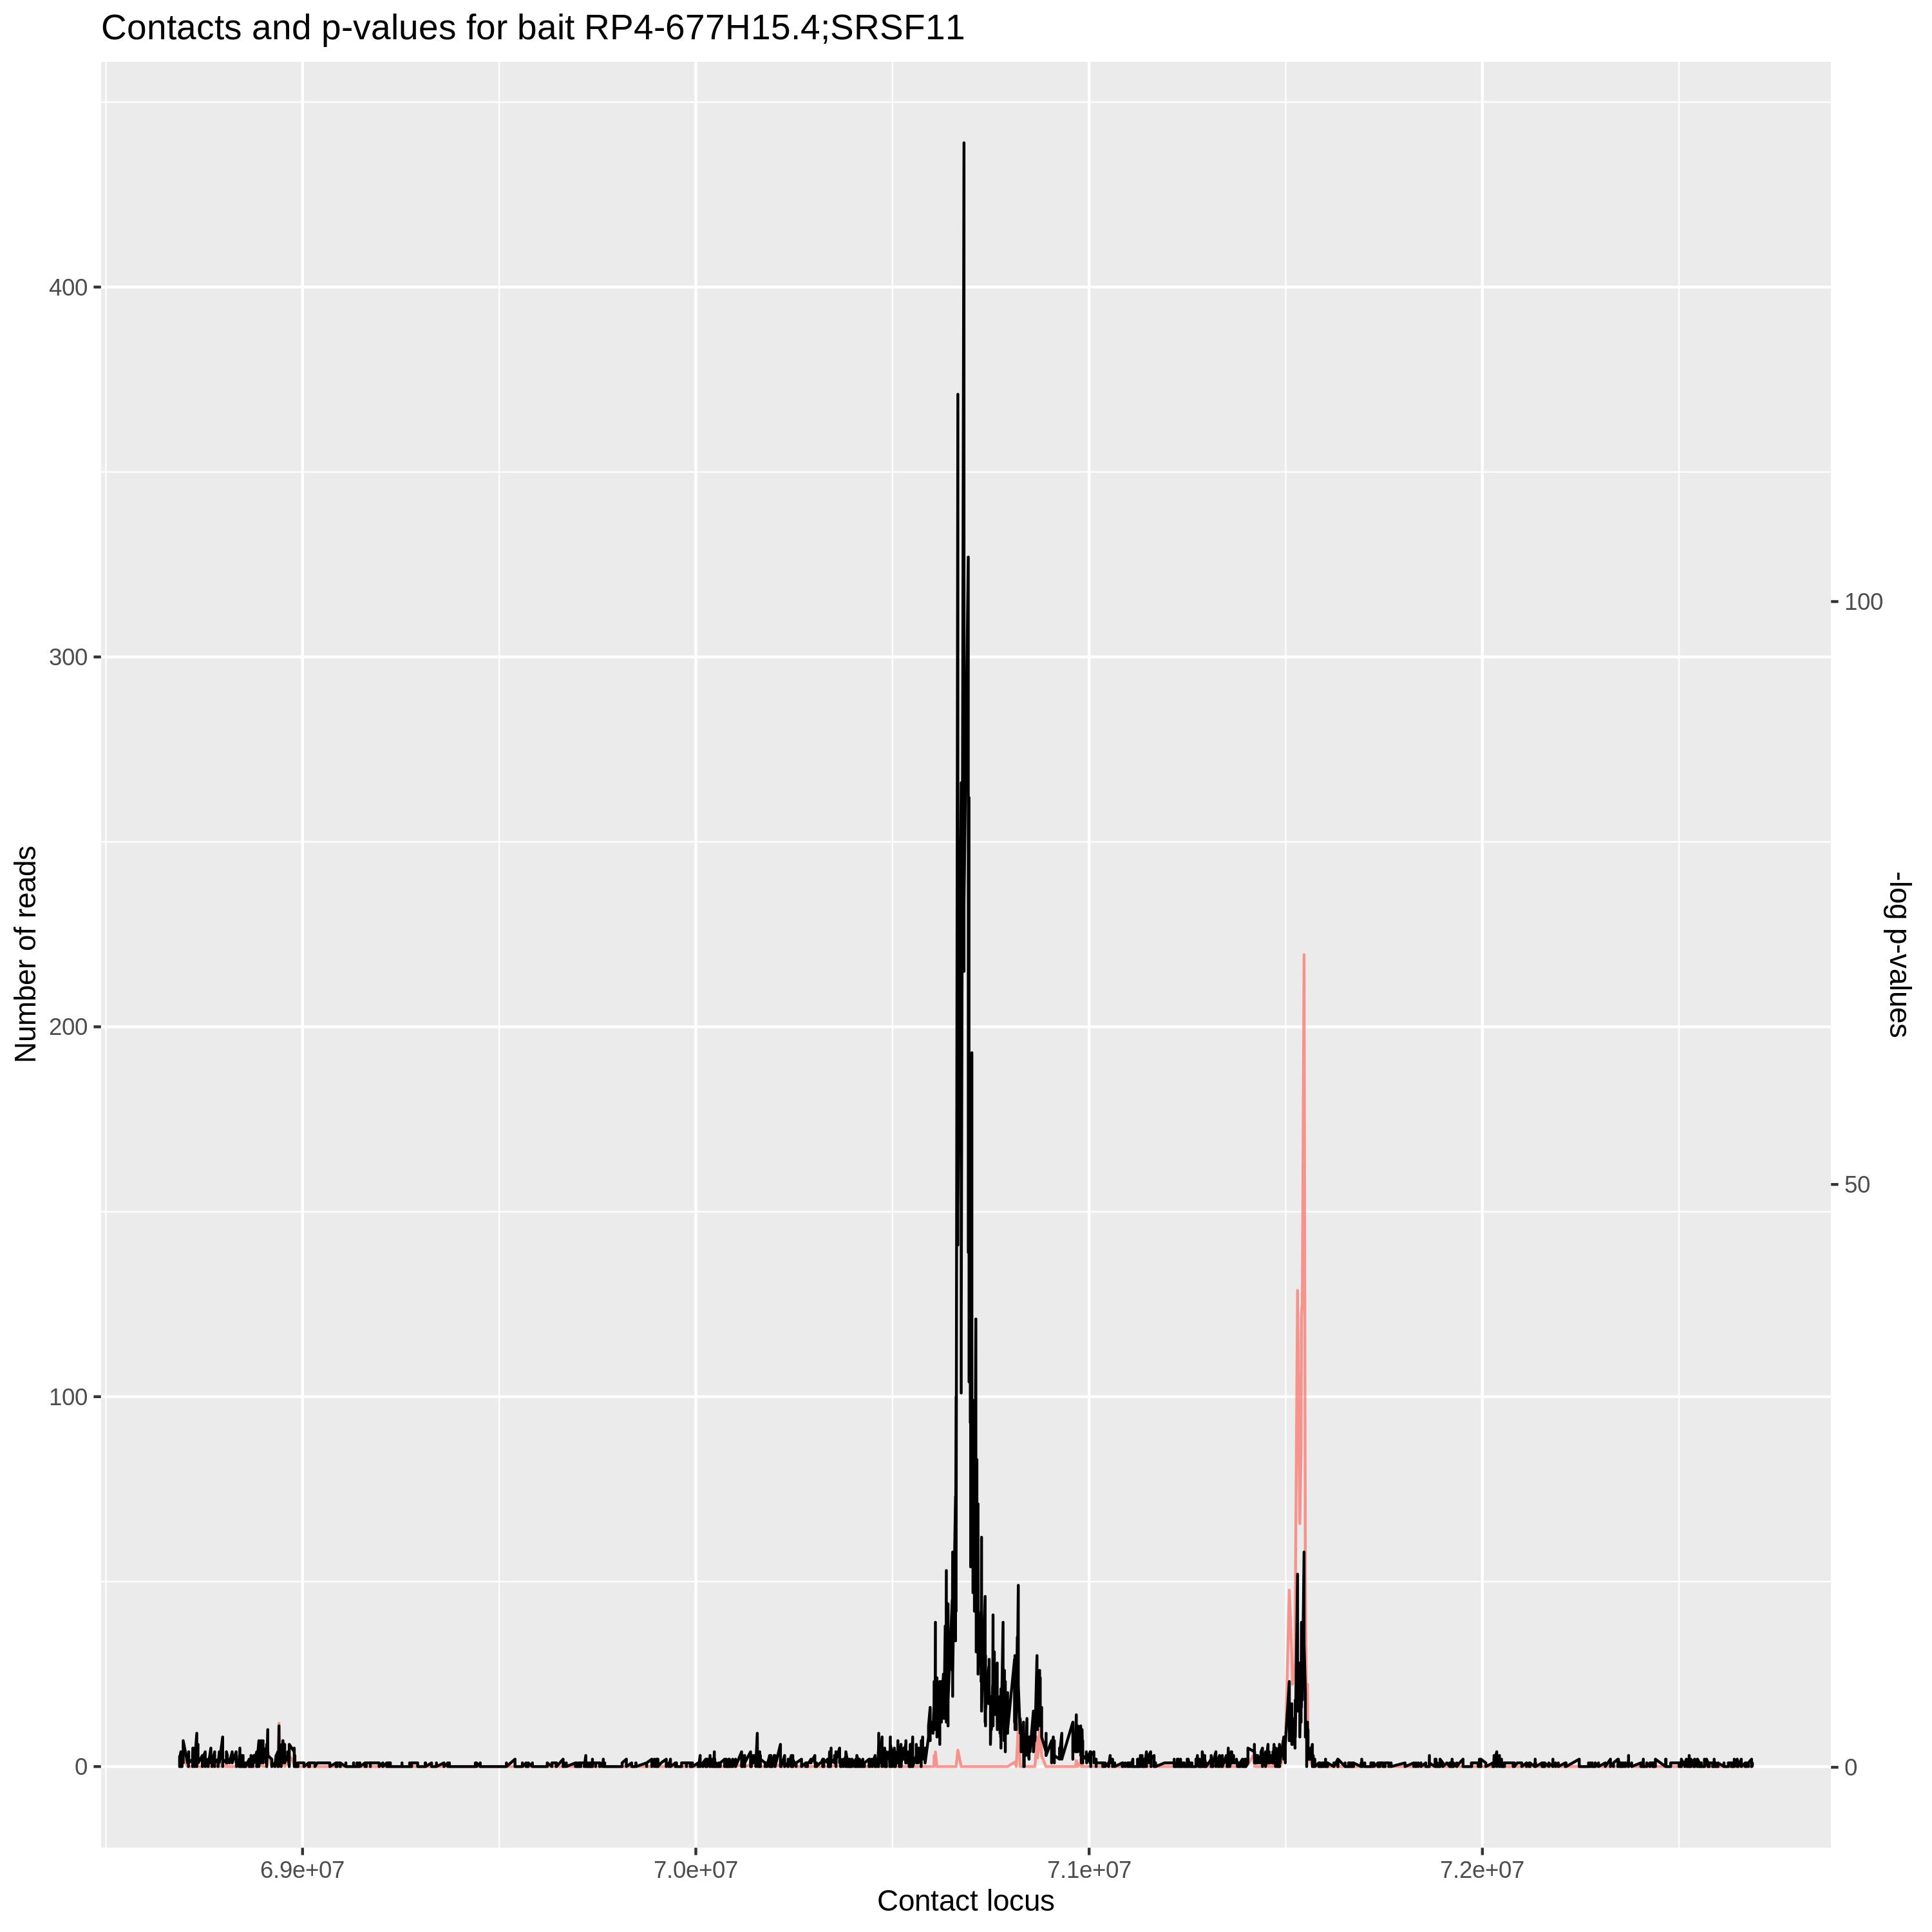 Contacts and p-values for bait RP4-677H15.4;SRSF11
400
300
200
100
0
Number of reads
100
50
0
-log p-values
6.9e+07
7.0e+07
7.1e+07
7.2e+07
Contact locus